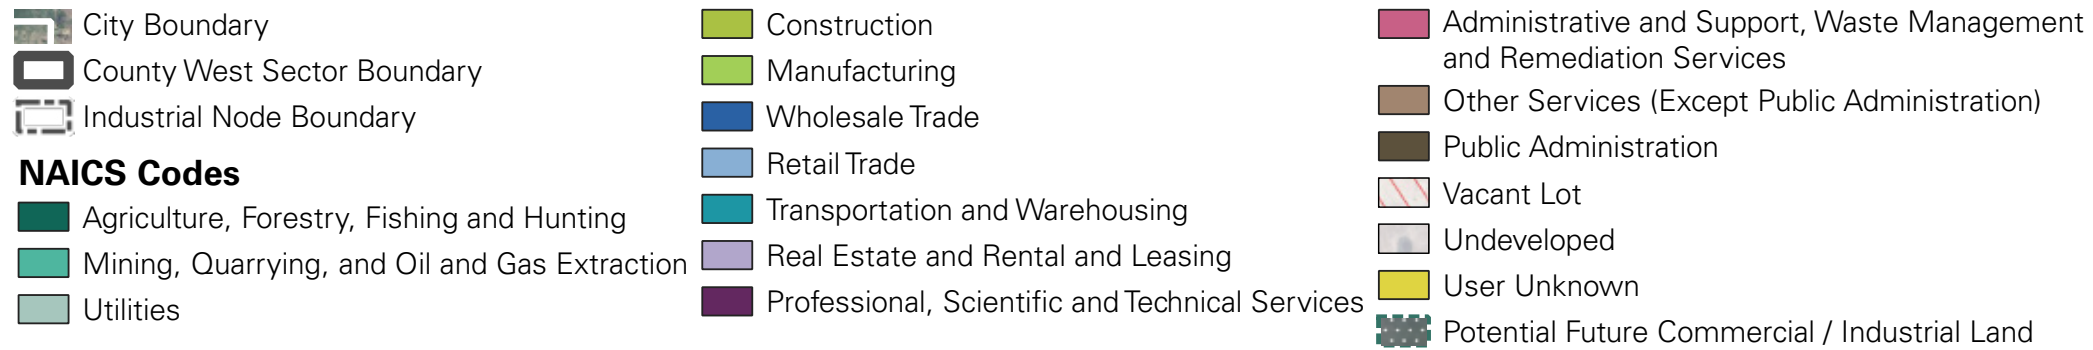 City Boundary
County West Sector Boundary
Industrial Node Boundary
NAICS Codes
Agriculture, Forestry, Fishing and Hunting
Mining, Quarrying, and Oil and Gas Extraction
Utilities
Construction
Manufacturing
Wholesale Trade
Retail Trade
Transportation and Warehousing
Real Estate and Rental and Leasing
Professional, Scientific and Technical Services
Administrative and Support, Waste Management
and Remediation Services
Other Services (Except Public Administration)
Public Administration
Vacant Lot
Undeveloped
User Unknown
Potential Future Commercial / Industrial Land